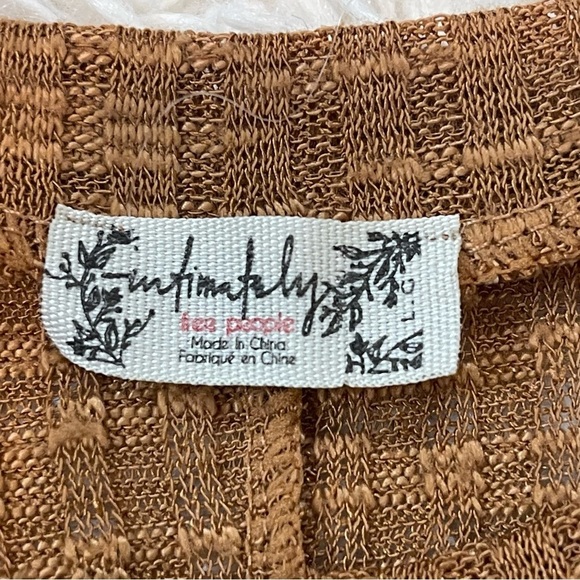 intimately
free people
Made In China
Fabriqué en Chine
L.G